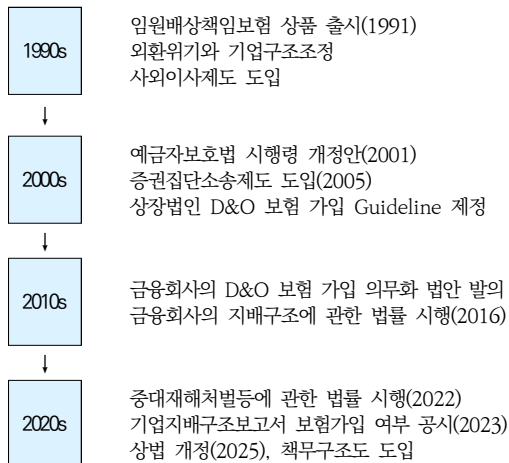 1990s
임원배상책임보험 상품 출시(1991)
외환위기와 기업구조조정
사외이사제도 도입
↓
2000s
예금자보호법 시행령 개정안(2001)
증권집단소송제도 도입(2005)
상장법인 D&O 보험 가입 Guideline 제정
↓
2010s
금융회사의 D&O 보험 가입 의무화 법안 발의
금융회사의 지배구조에 관한 법률 시행(2016)
↓
2020s
중대재해처벌등에 관한 법률 시행(2022)
기업지배구조보고서 보험가입 여부 공시(2023)
상법 개정(2025), 책무구조도 도입